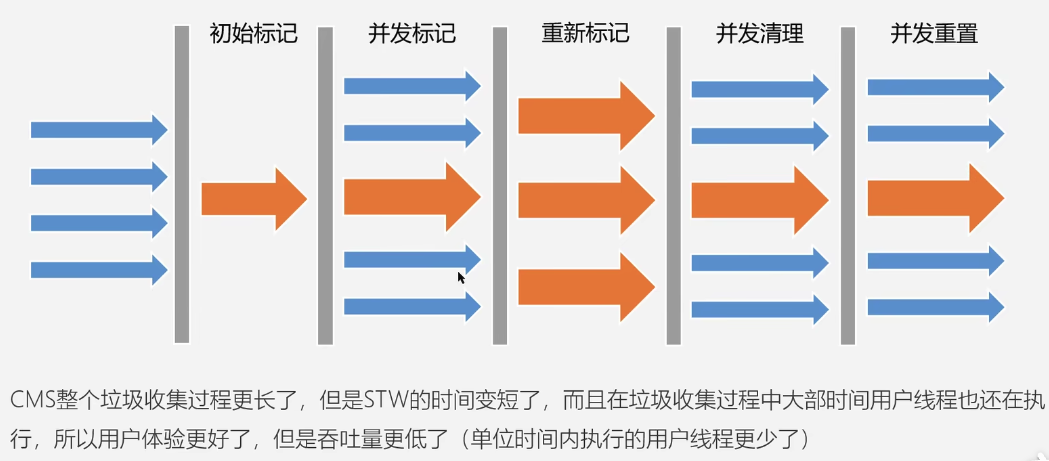 初始标记
并发标记
重新标记
并发清理
并发重置
CMS整个垃圾收集过程更长了，但是STW的时间变短了，而且在垃圾收集过程中大部时间用户线程也还在执
行，所以用户体验更好了，但是吞吐量更低了（单位时间内执行的用户线程更少了）